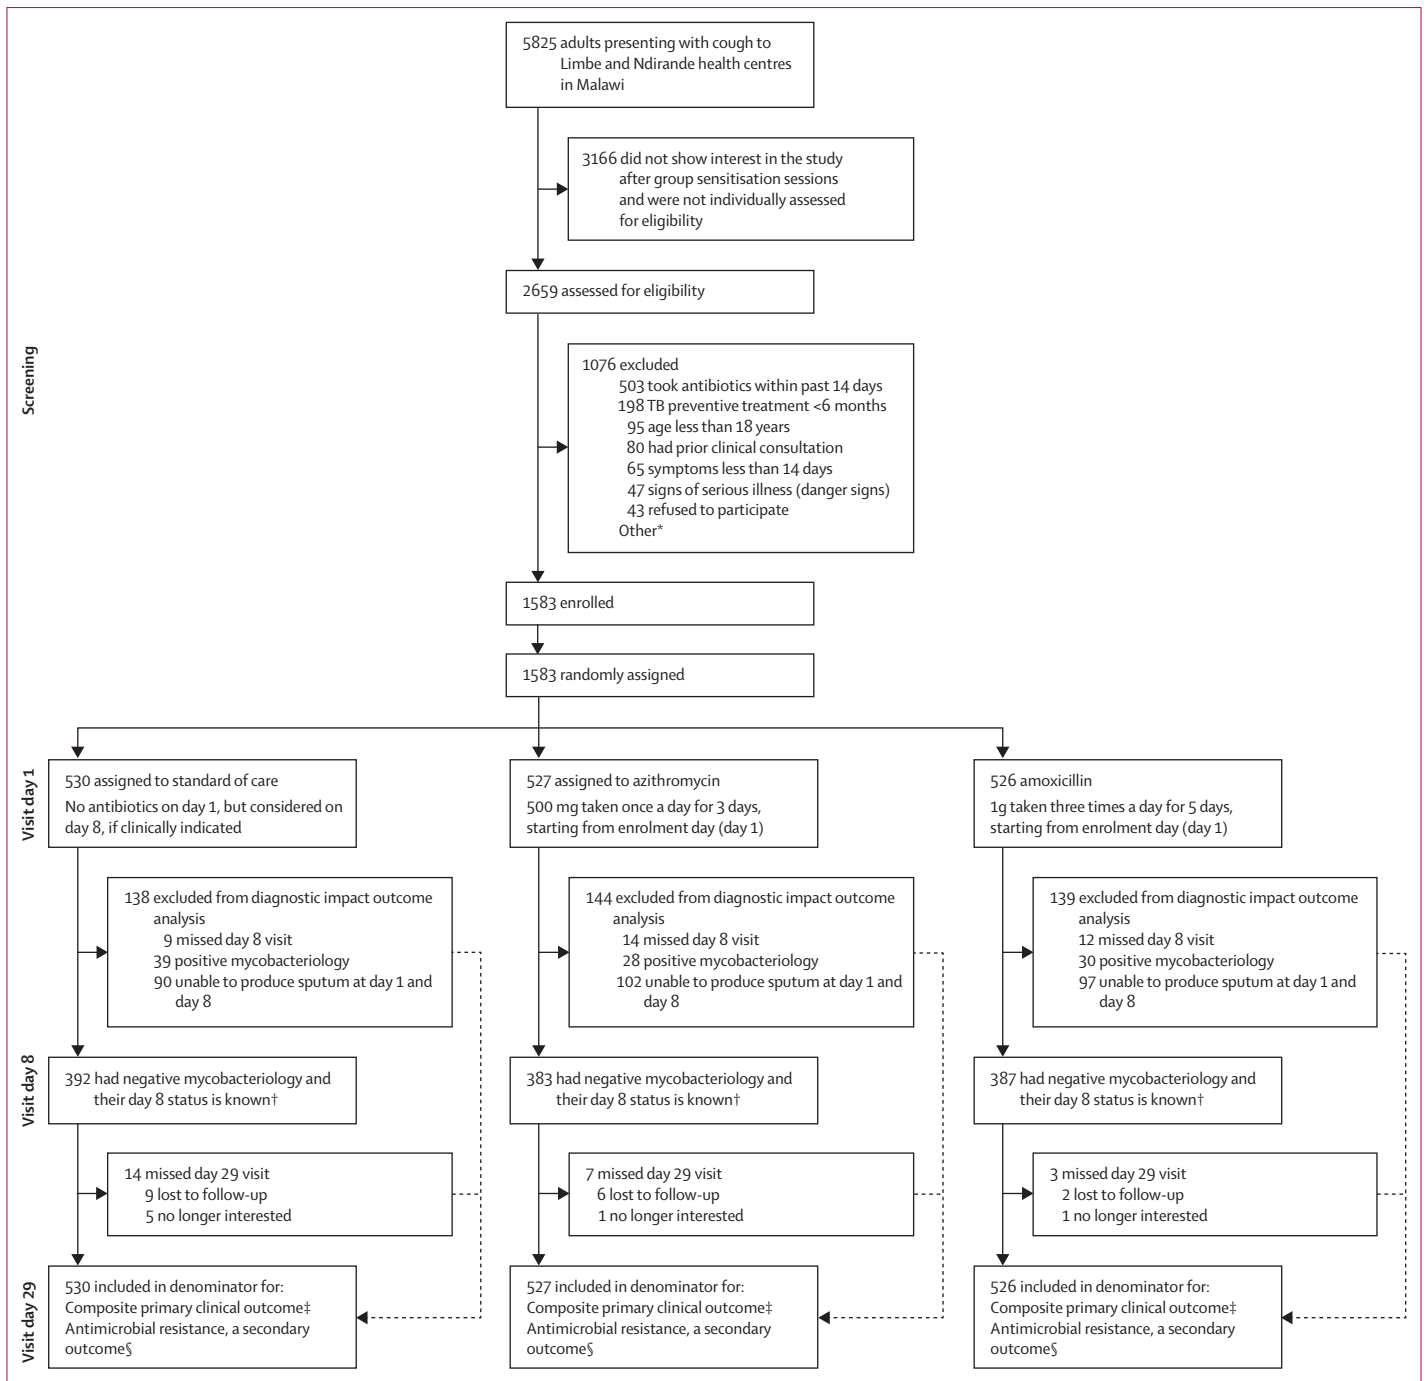 5825 adults presenting with cough to
Limbe and Ndirande health centres
in Malawi
3166 did not show interest in the study
after group sensitisation sessions
and were not individually assessed
for eligibility
2659 assessed for eligibility
Screening
1076 excluded
503 took antibiotics within past 14 days
198 TB preventive treatment <6 months
95 age less than 18 years
80 had prior clinical consultation
65 symptoms less than 14 days
47 signs of serious illness (danger signs)
43 refused to participate
Other*
1583 enrolled
1583 randomly assigned
Visit day 1
530 assigned to standard of care
No antibiotics on day 1, but considered on
day 8, if clinically indicated
527 assigned to azithromycin
500 mg taken once a day for 3 days,
starting from enrolment day (day 1)
526 amoxicillin
1g taken three times a day for 5 days,
starting from enrolment day (day 1)
138 excluded from diagnostic impact outcome
analysis
9 missed day 8 visit
39 positive mycobacteriology
90 unable to produce sputum at day 1 and
day 8
144 excluded from diagnostic impact outcome
analysis
14 missed day 8 visit
28 positive mycobacteriology
102 unable to produce sputum at day 1 and
day 8
139 excluded from diagnostic impact outcome
analysis
12 missed day 8 visit
30 positive mycobacteriology
97 unable to produce sputum at day 1 and
day 8
Visit day 8
392 had negative mycobacteriology and
their day 8 status is known†
383 had negative mycobacteriology and
their day 8 status is known†
387 had negative mycobacteriology and
their day 8 status is known†
14 missed day 29 visit
9 lost to follow-up
5 no longer interested
7 missed day 29 visit
6 lost to follow-up
1 no longer interested
3 missed day 29 visit
2 lost to follow-up
1 no longer interested
Visit day 29
530 included in denominator for:
Composite primary clinical outcome‡
Antimicrobial resistance, a secondary
outcome§
527 included in denominator for:
Composite primary clinical outcome‡
Antimicrobial resistance, a secondary
outcome§
526 included in denominator for:
Composite primary clinical outcome‡
Antimicrobial resistance, a secondary
outcome§